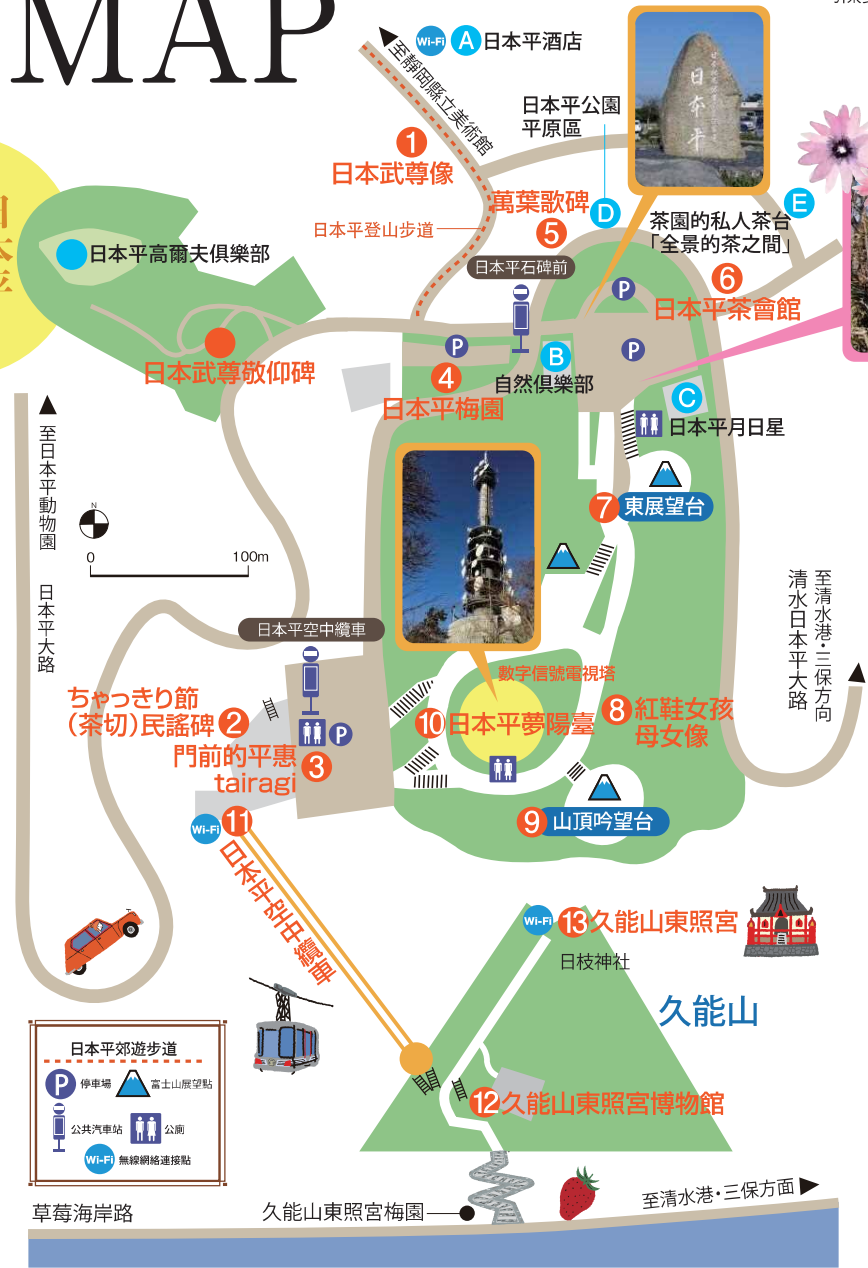 MAP
Wi-Fi A 日本平酒店
至靜岡縣立美術館
日本平公園
平原區
日本平
1
日本武尊像
萬葉歌碑
5
D
E
茶園的私人茶台
「全景的茶之間」
日本平登山步道
日本平高爾夫俱樂部
日本平石碑前
P
6
日本平茶會館
日本武尊敬仰碑
P
P
B
自然俱樂部
4
日本平梅園
C
日本平月日星
至日本平動物園
日本平大路
N
0 100m
7 東展望台
至清水港・三保方向
清水日本平大路
日本平空中纜車
數字信號電視塔
ちゃっきり節
(茶切)民謠碑 2
10 日本平夢陽臺
8 紅鞋女孩
母女像
P
門前的平惠
tairagi
3
9 山頂吟望台
Wi-Fi 11
日本平空中纜車
Wi-Fi 13 久能山東照宮
日枝神社
久能山
12 久能山東照宮博物館
日本平郊遊步道
P 停車場
富士山展望點
公共汽車站
公廁
Wi-Fi 無線網絡連接點
草莓海岸路
久能山東照宮梅園
至清水港・三保方面